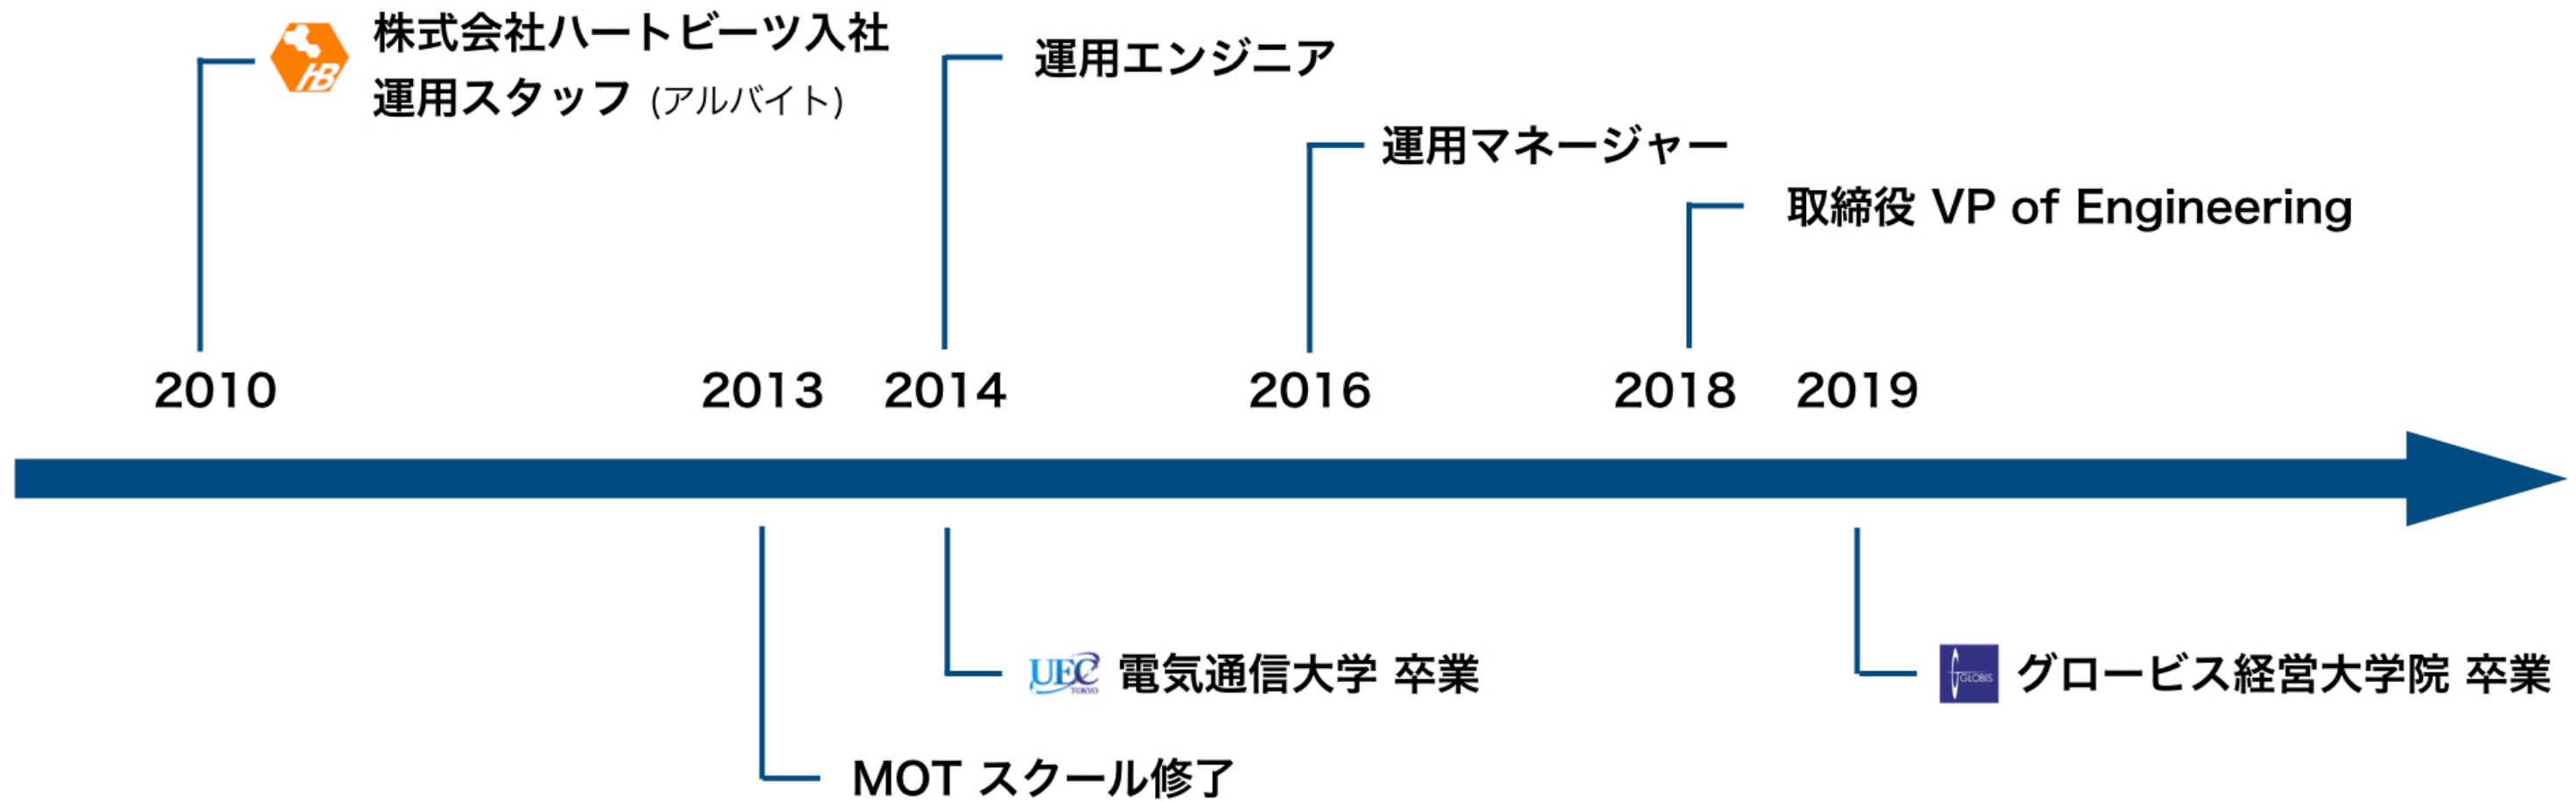 株式会社ハートビーツ入社
運用スタッフ (アルバイト)
HB
運用エンジニア
運用マネージャー
取締役 VP of Engineering
2010
2013
2014
2016
2018
2019
UEC
TOKYO
電気通信大学 卒業
GLOBIS
グロービス経営大学院 卒業
MOT スクール修了